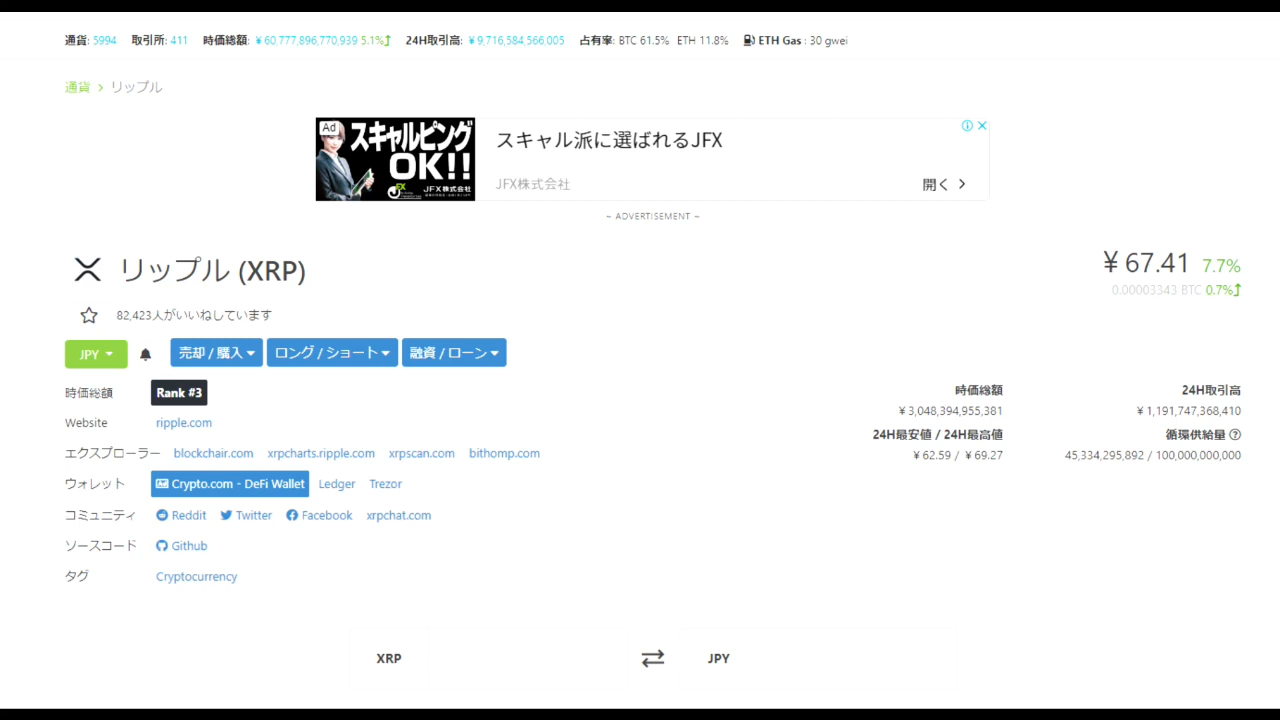 通貨: 5994 取引所: 411 時価総額: ¥60,777,896,770,939 5.1% 24H取引高: ¥9,716,584,566,005 占有率: BTC 61.5% ETH 11.8% ETH Gas : 30 gwei
通貨 > リップル
Ad
スキャルピング
OK!!
JFX株式会社
スキャル派に選ばれるJFX
JFX株式会社
開く
~ ADVERTISEMENT ~
リップル (XRP)
¥67.41 7.7%
0.00003343 BTC 0.7%
82,423人がいいねしています
JPY 売却 / 購入 ロング / ショート 融資 / ローン
時価総額 Rank #3
時価総額 24H取引高
¥3,048,394,955,381 ¥1,191,747,368,410
Website ripple.com
24H最安値 / 24H最高値 循環供給量
¥62.59 / ¥69.27 45,334,295,892 / 100,000,000,000
エクスプローラー blockchair.com xrpcharts.ripple.com xrpscan.com bithomp.com
ウォレット Crypto.com - DeFi Wallet Ledger Trezor
コミュニティ Reddit Twitter Facebook xrpchat.com
ソースコード Github
タグ Cryptocurrency
XRP JPY